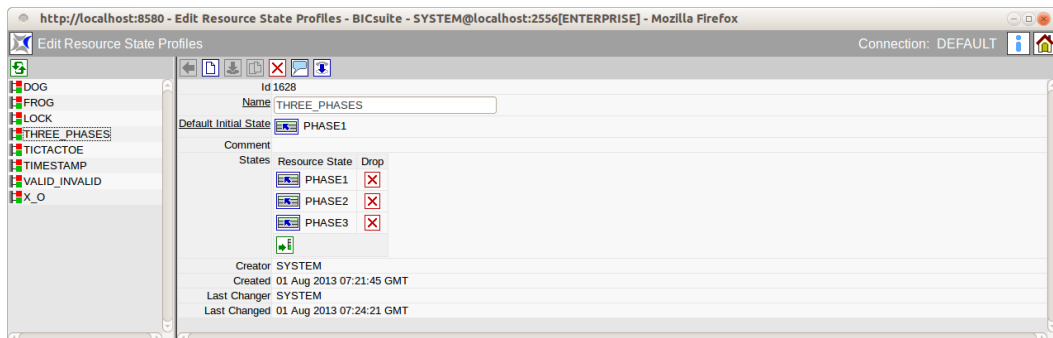 http://localhost:8580 - Edit Resource State Profiles - BICsuite - SYSTEM@localhost:2556[ENTERPRISE] - Mozilla Firefox
Edit Resource State Profiles
Connection: DEFAULT
DOG
FROG
LOCK
THREE_PHASES
TICTACTOE
TIMESTAMP
VALID_INVALID
X_O
Id 1628
Name THREE_PHASES
Default Initial State PHASE1
Comment
States Resource State Drop
PHASE1
PHASE2
PHASE3
Creator SYSTEM
Created 01 Aug 2013 07:21:45 GMT
Last Changer SYSTEM
Last Changed 01 Aug 2013 07:24:21 GMT